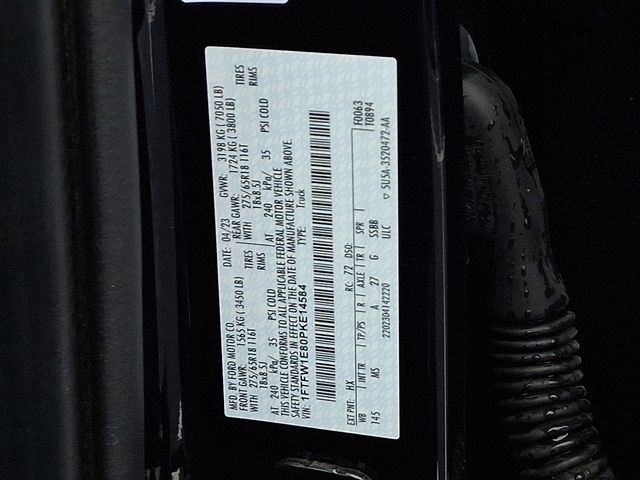 MFD. BY FORD MOTOR CO. DATE: 04/23 GVWR: 3198 KG (7050 LB)
FRONT GAWR: 1565 KG (3450 LB) REAR GAWR: 1724 KG (3800 LB)
WITH 275/65R18 116T TIRES WITH 275/65R18 116T TIRES
18x8.5J RIMS 18x8.5J RIMS
AT 240 kPa/ 35 PSI COLD AT 240 kPa/ 35 PSI COLD
THIS VEHICLE CONFORMS TO ALL APPLICABLE FEDERAL MOTOR VEHICLE
SAFETY STANDARDS IN EFFECT ON THE DATE OF MANUFACTURE SHOWN ABOVE.
VIN: 1FTFW1E80PKE14584 TYPE: Truck
F0063
T0894
EXT PNT: HX RC: 72 DSO:
WB INT TR TP/PS R AXLE TR SPR
145 MS A 27 G SSBB
2202304142220 ULC
▽ 5U5A-3520472-AA